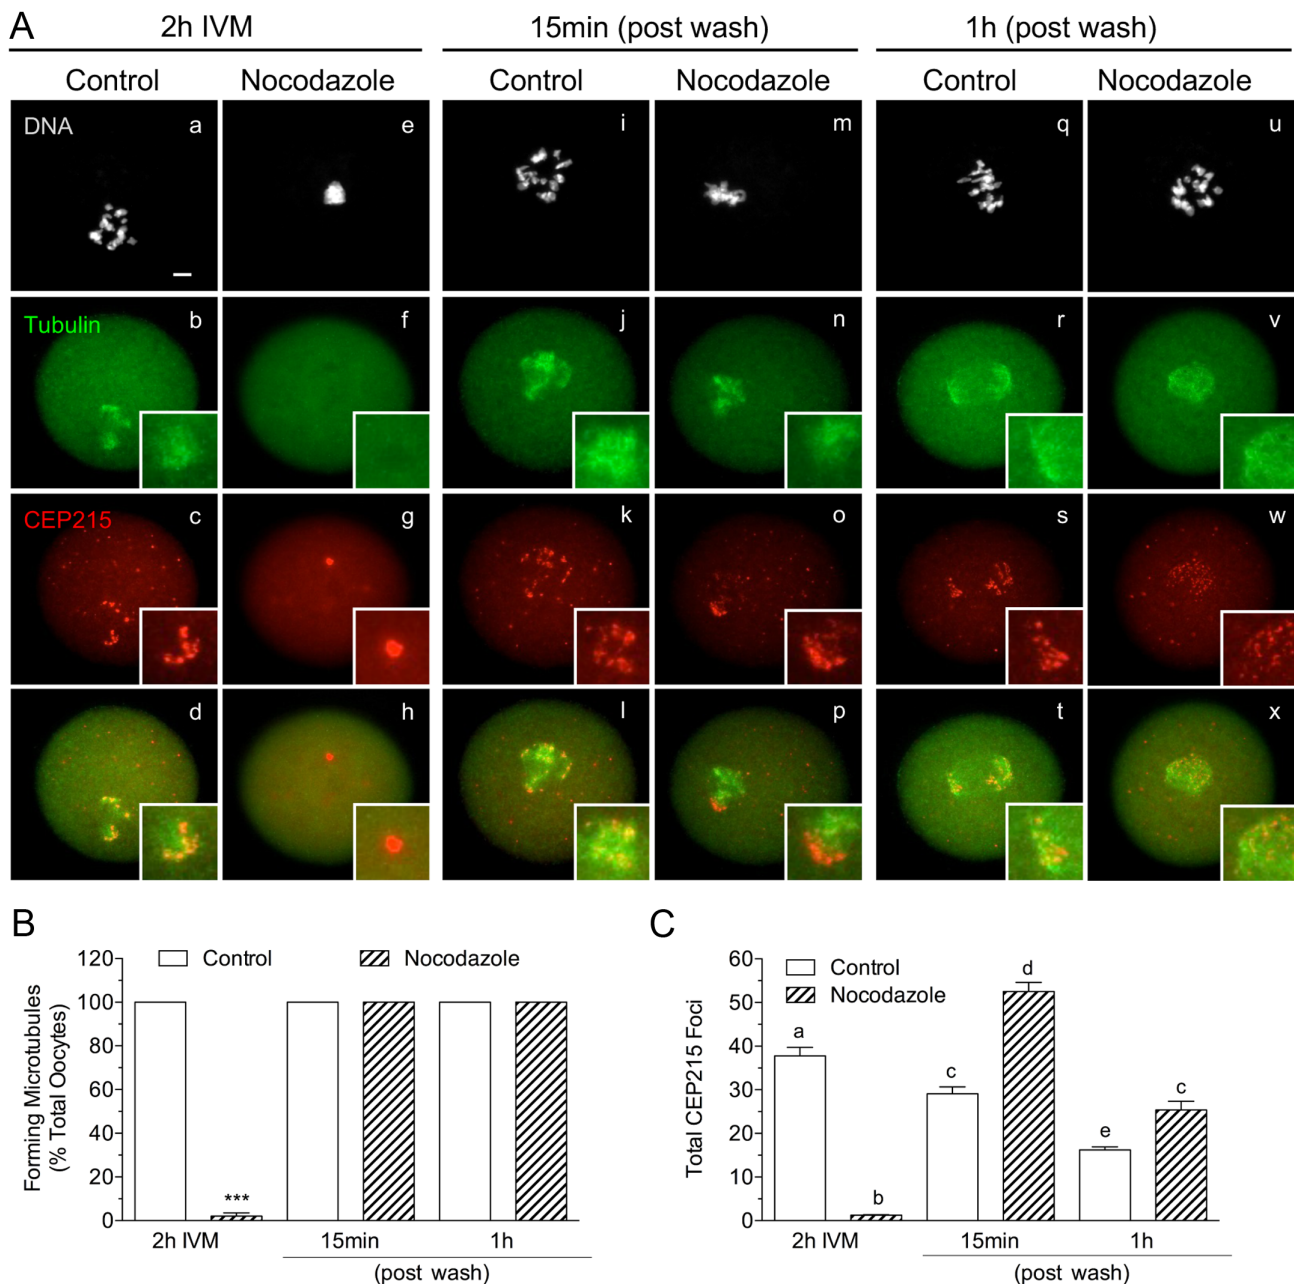 A
2h IVM 15min (post wash) 1h (post wash)
Control Nocodazole Control Nocodazole Control Nocodazole
DNA a e i m q u
Tubulin b f j n r v
CEP215 c g k o s w
d h l p t x
B
Control Nocodazole
Forming Microtubules
(% Total Oocytes)
120
100
80
60
40
20
0
***
2h IVM 15min 1h
(post wash)
C
Control
Nocodazole
Total CEP215 Foci
60
50
40
30
20
10
0
a b c d e c
2h IVM 15min 1h
(post wash)